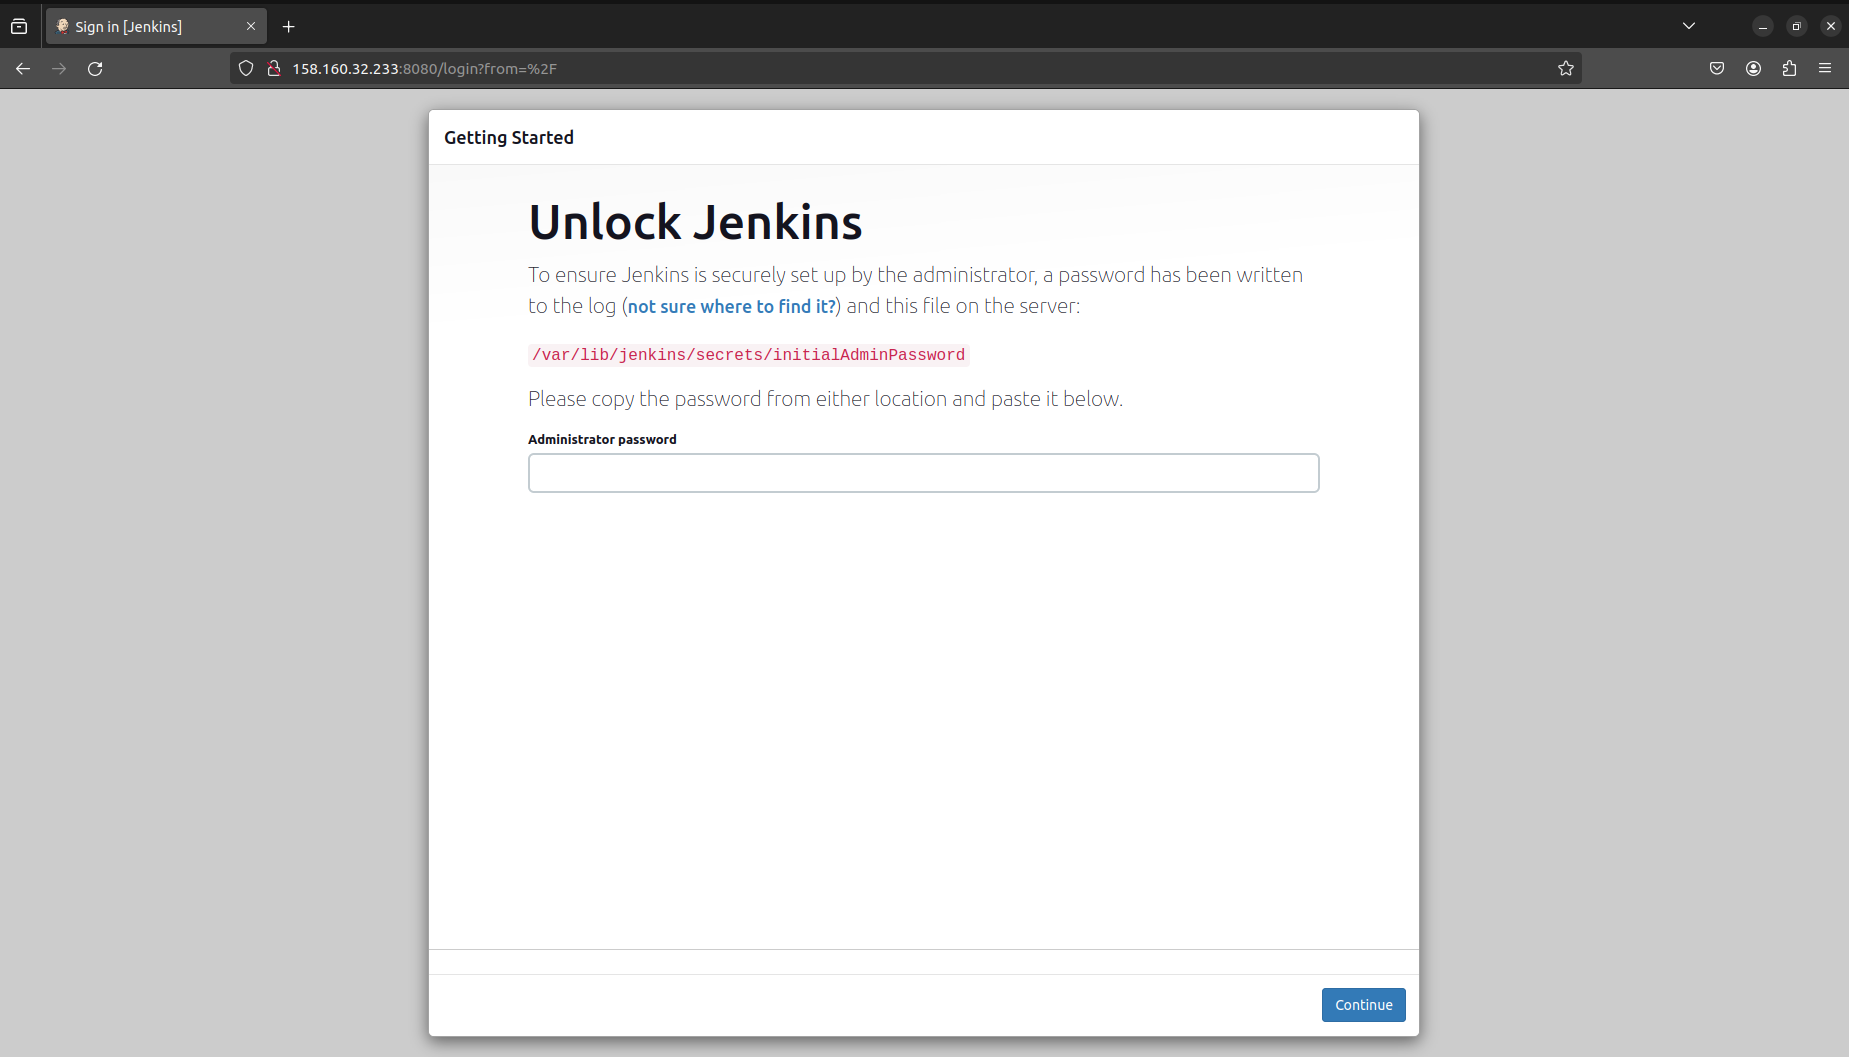 Sign in [Jenkins]
158.160.32.233:8080/login?from=%2F
Getting Started
Unlock Jenkins
To ensure Jenkins is securely set up by the administrator, a password has been written
to the log (not sure where to find it?) and this file on the server:
/var/lib/jenkins/secrets/initialAdminPassword
Please copy the password from either location and paste it below.
Administrator password
Continue